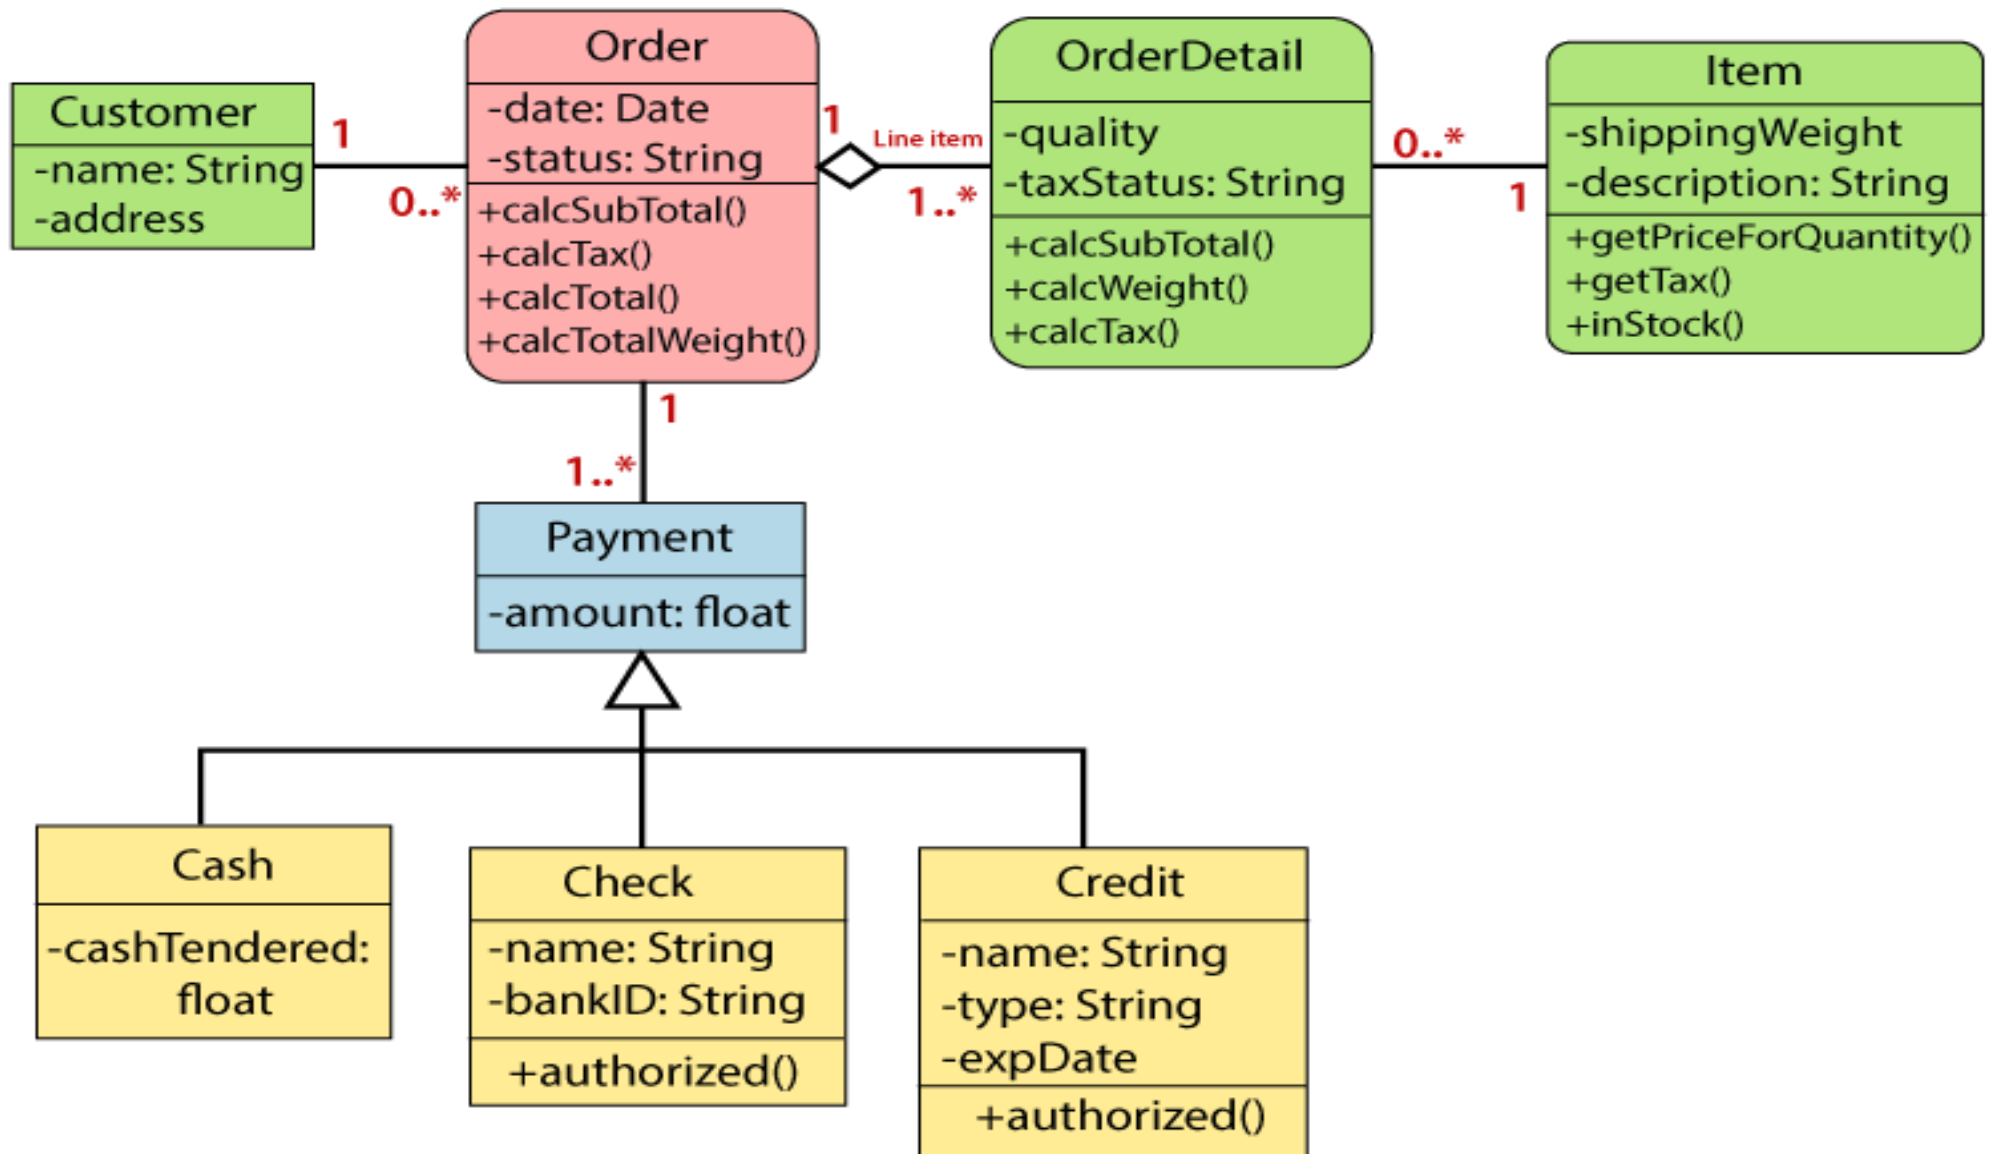 Customer
-name: String
-address
1
0..*
Order
-date: Date
-status: String
+calcSubTotal()
+calcTax()
+calcTotal()
+calcTotalWeight()
1
Line item
1..*
OrderDetail
-quality
-taxStatus: String
+calcSubTotal()
+calcWeight()
+calcTax()
0..*
1
Item
-shippingWeight
-description: String
+getPriceForQuantity()
+getTax()
+inStock()
1
1..*
Payment
-amount: float
Cash
-cashTendered:
float
Check
-name: String
-bankID: String
+authorized()
Credit
-name: String
-type: String
-expDate
+authorized()